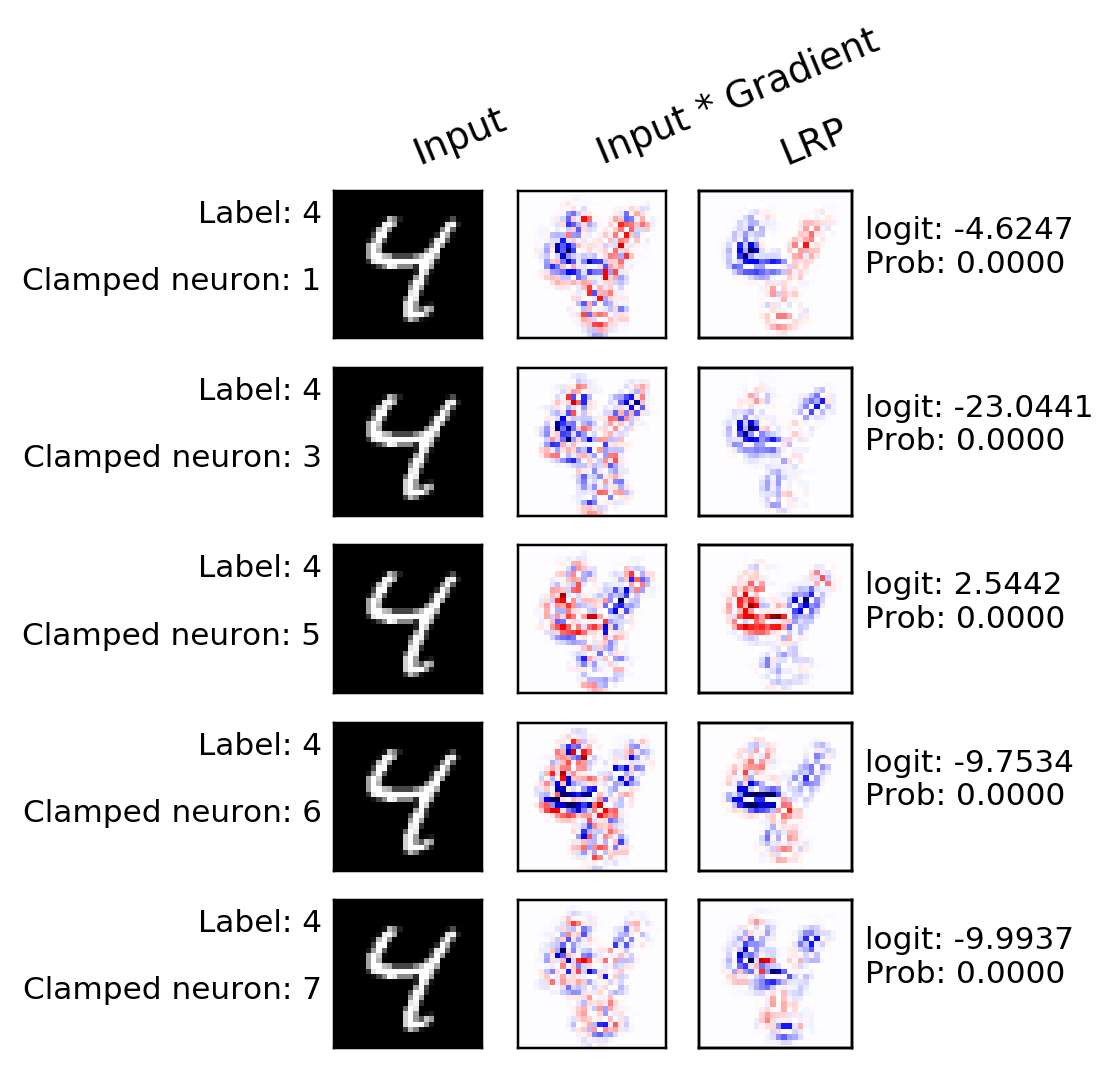 Input
Input * Gradient
LRP
Label: 4
Clamped neuron: 1
logit: -4.6247
Prob: 0.0000
Label: 4
Clamped neuron: 3
logit: -23.0441
Prob: 0.0000
Label: 4
Clamped neuron: 5
logit: 2.5442
Prob: 0.0000
Label: 4
Clamped neuron: 6
logit: -9.7534
Prob: 0.0000
Label: 4
Clamped neuron: 7
logit: -9.9937
Prob: 0.0000